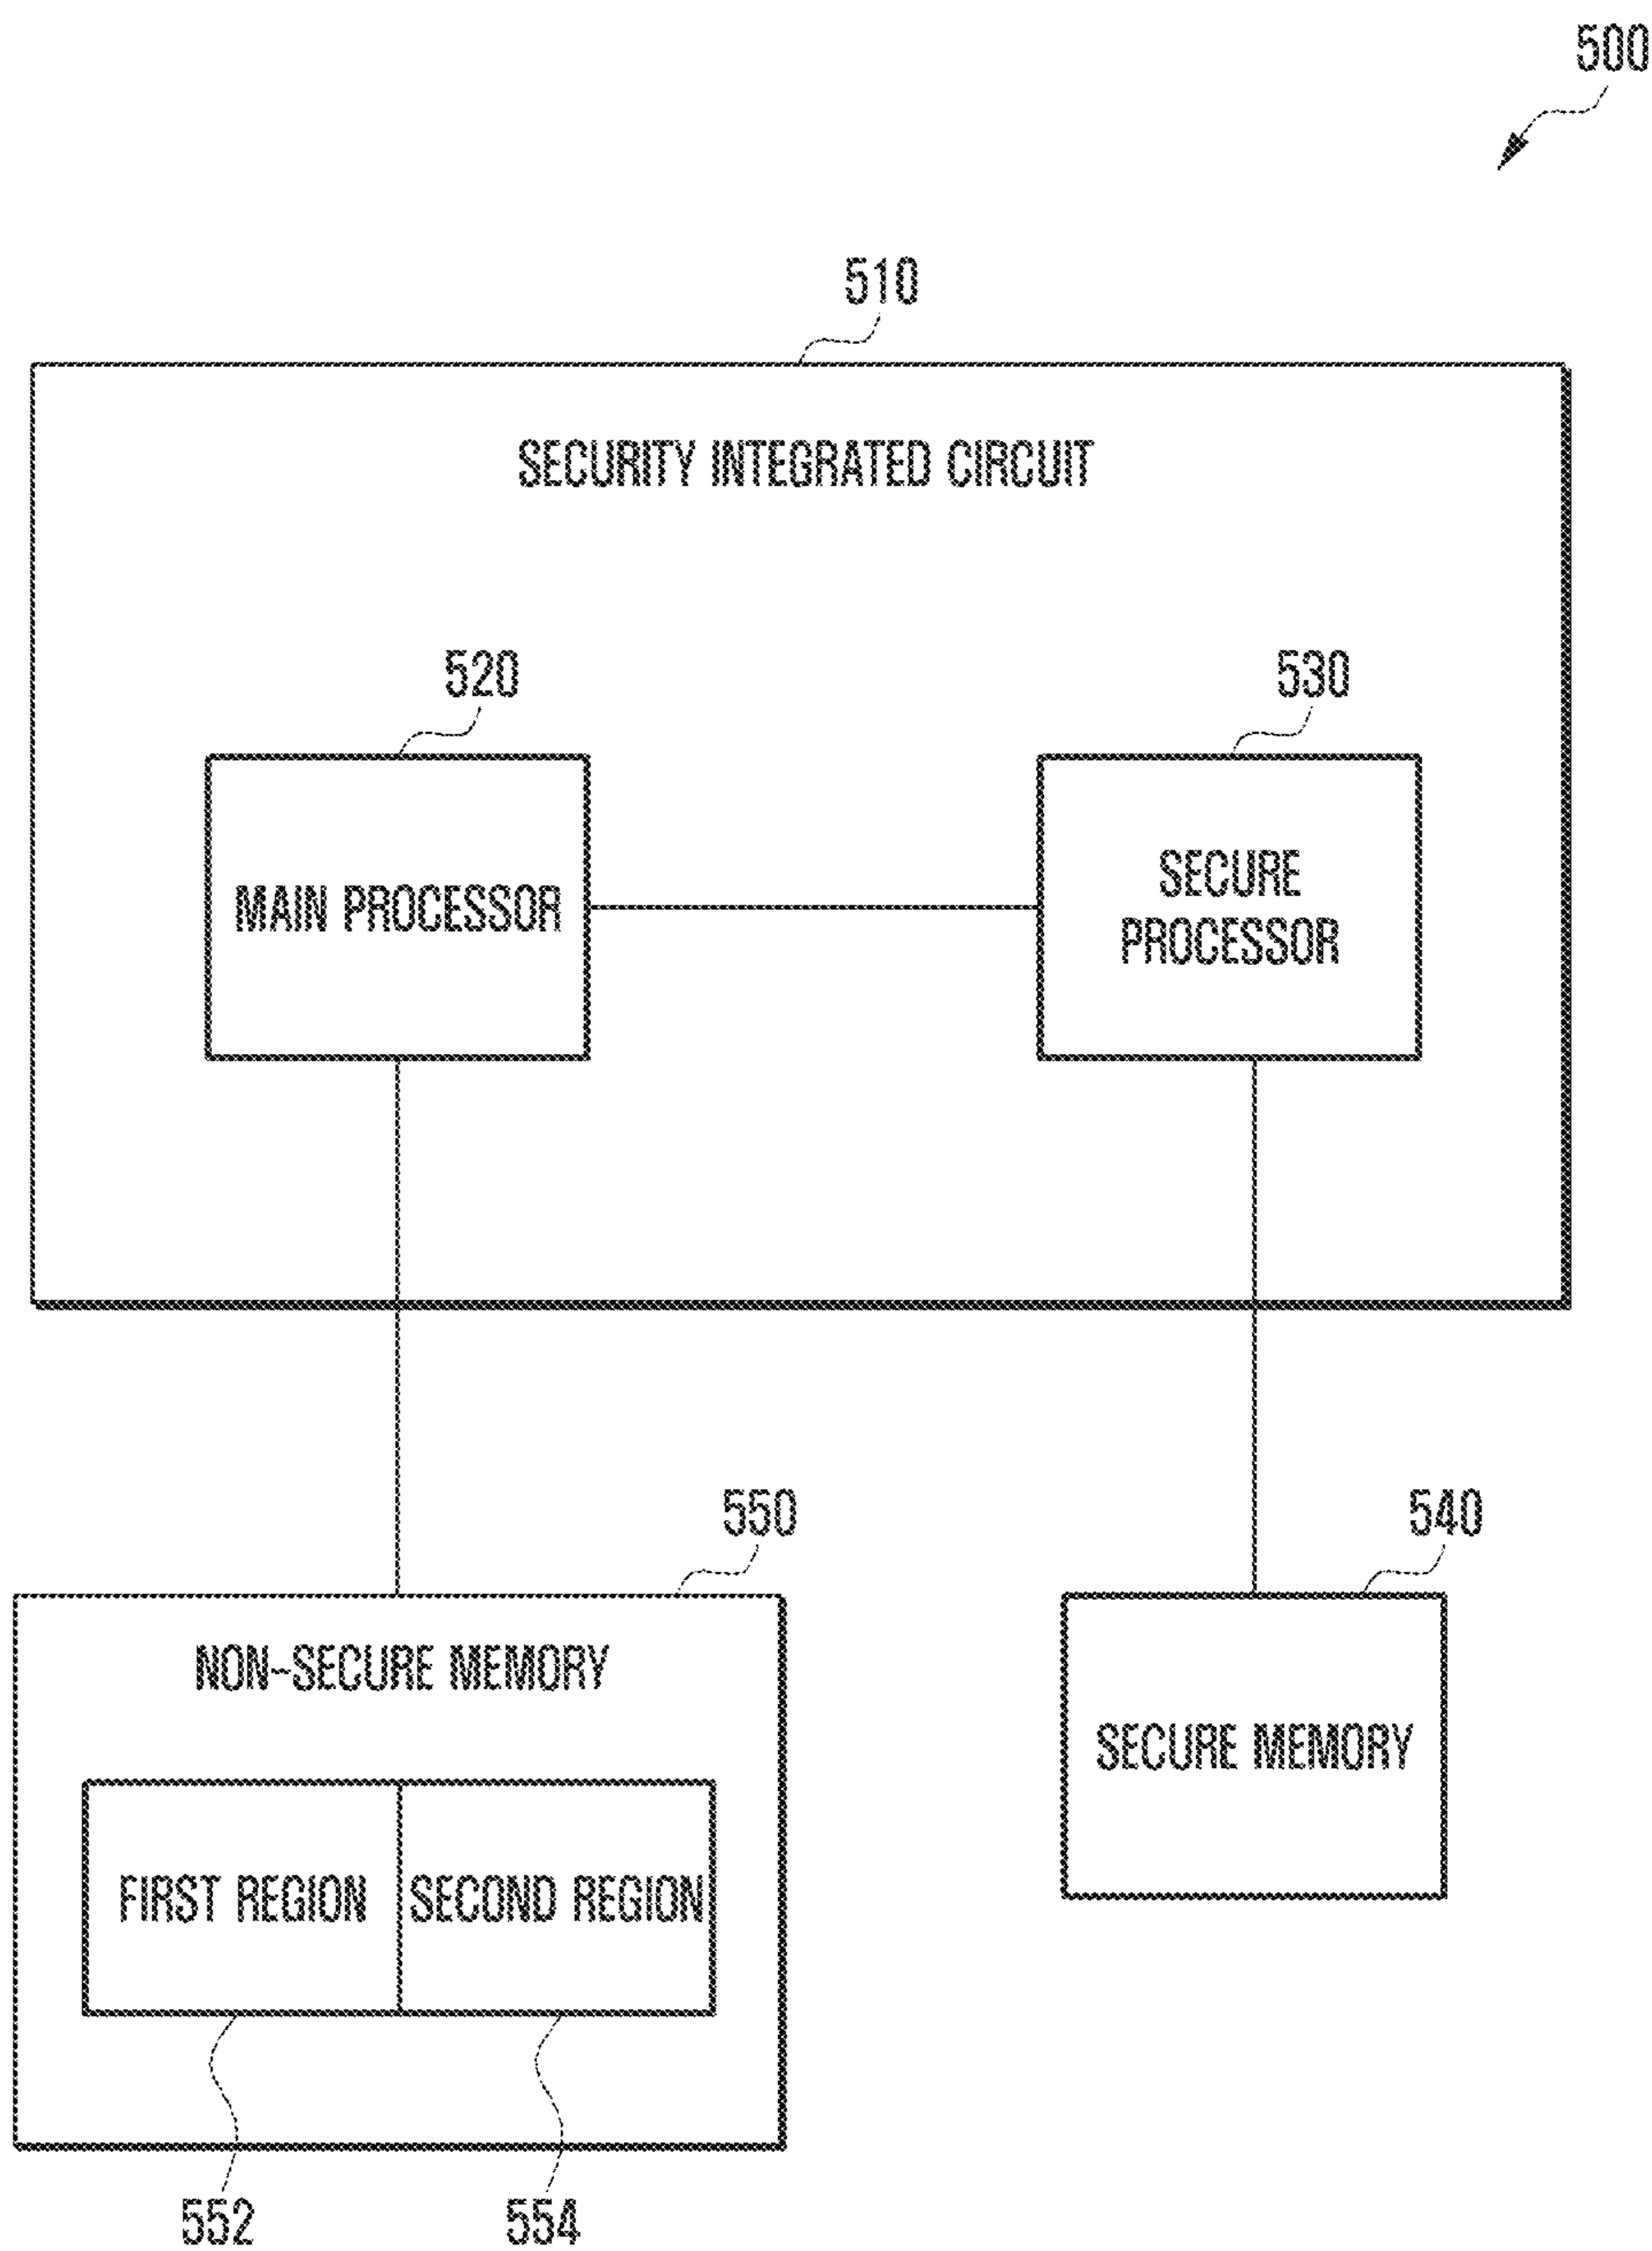 500
510
SECURITY INTEGRATED CIRCUIT
520
530
MAIN PROCESSOR
SECURE
PROCESSOR
550
540
NON-SECURE MEMORY
SECURE MEMORY
FIRST REGION
SECOND REGION
552
554